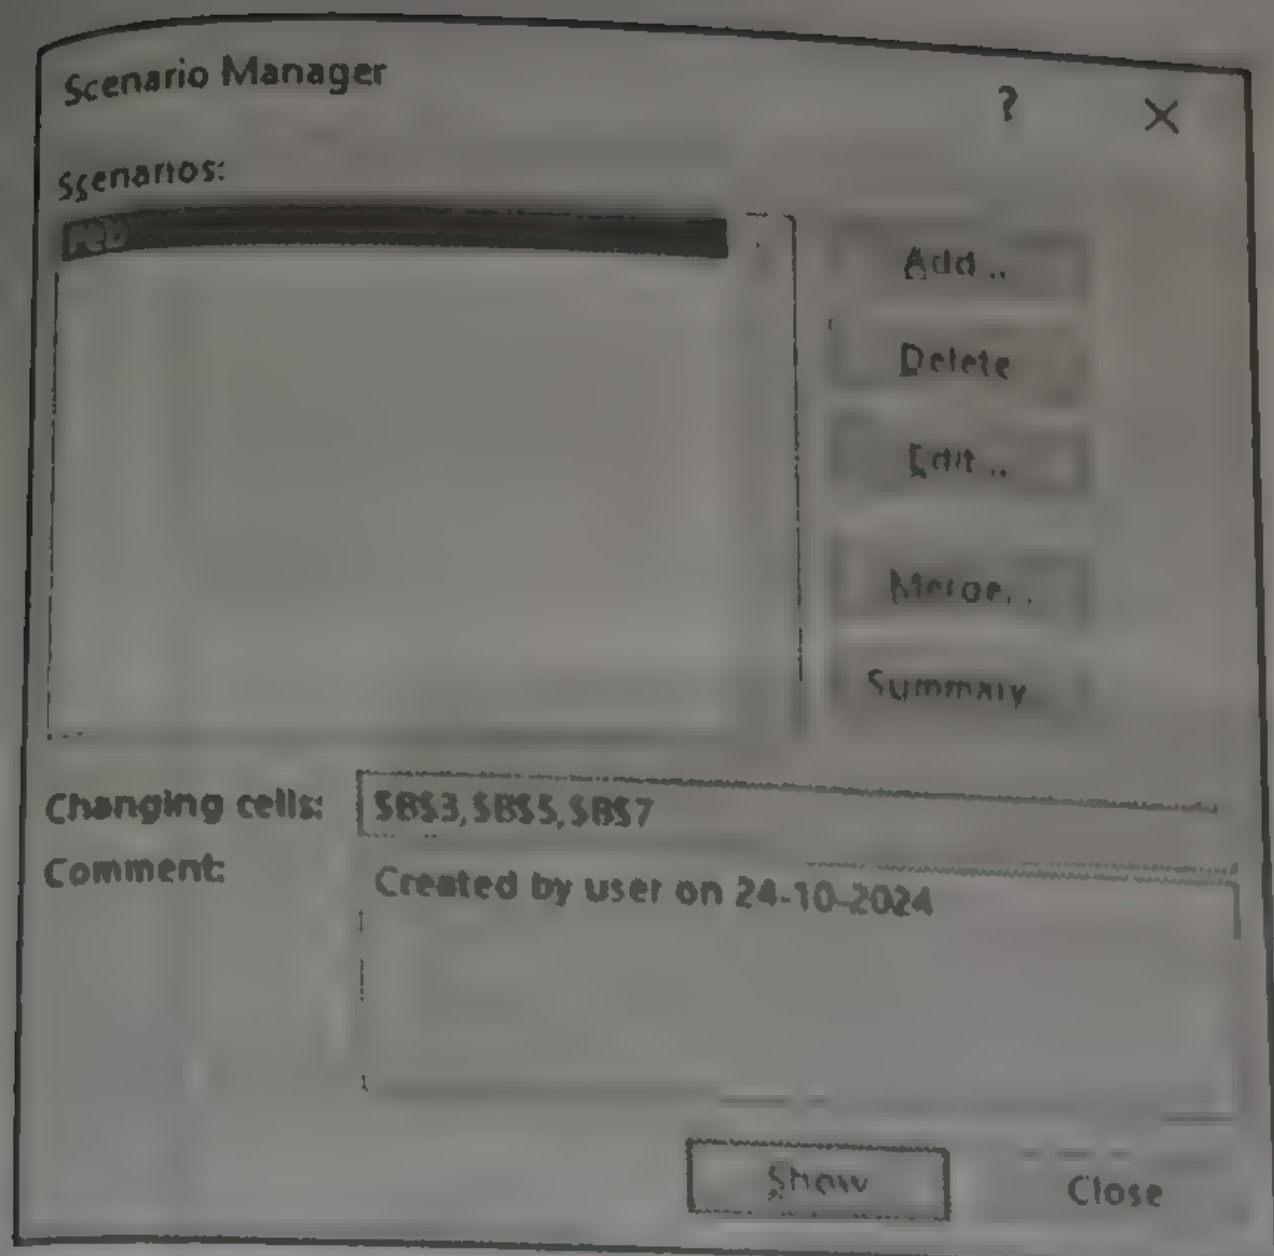 Scenario Manager
? ×
Scenarios:
Feb
Add...
Delete
Edit...
Merge...
Summary
Changing cells: $B$3,$B$5,$B$7
Comment: Created by user on 24-10-2024
Show Close